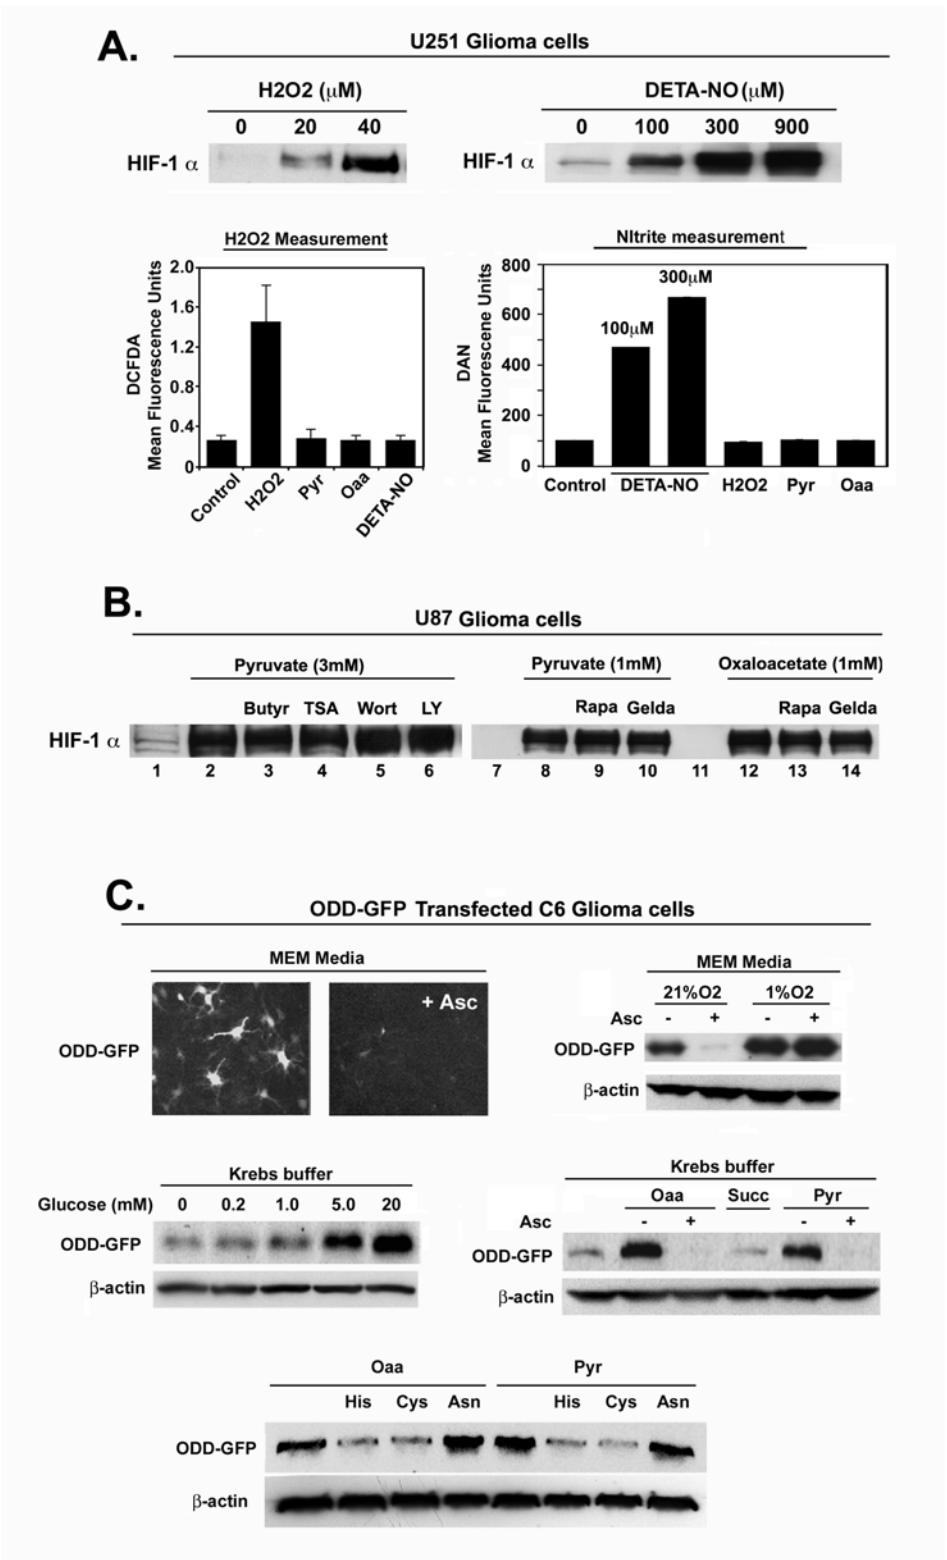 A.
U251 Glioma cells
H2O2 (μM)
0 20 40
HIF-1 α
DETA-NO (μM)
0 100 300 900
HIF-1 α
H2O2 Measurement
DCFDA
Mean Fluorescence Units
2.0
1.6
1.2
0.8
0.4
0
Control H2O2 Pyr Oaa DETA-NO
NItrite measurement
DAN
Mean Fluorescene Units
800
600
400
200
0
100μM
300μM
Control DETA-NO H2O2 Pyr Oaa
B.
U87 Glioma cells
Pyruvate (3mM) Pyruvate (1mM) Oxaloacetate (1mM)
Butyr TSA Wort LY Rapa Gelda Rapa Gelda
HIF-1 α
1 2 3 4 5 6 7 8 9 10 11 12 13 14
C.
ODD-GFP Transfected C6 Glioma cells
MEM Media
+ Asc
ODD-GFP
MEM Media
21%O2 1%O2
Asc - + - +
ODD-GFP
β-actin
Krebs buffer
Glucose (mM) 0 0.2 1.0 5.0 20
ODD-GFP
β-actin
Krebs buffer
Oaa Succ Pyr
Asc - + - +
ODD-GFP
β-actin
Oaa Pyr
His Cys Asn His Cys Asn
ODD-GFP
β-actin